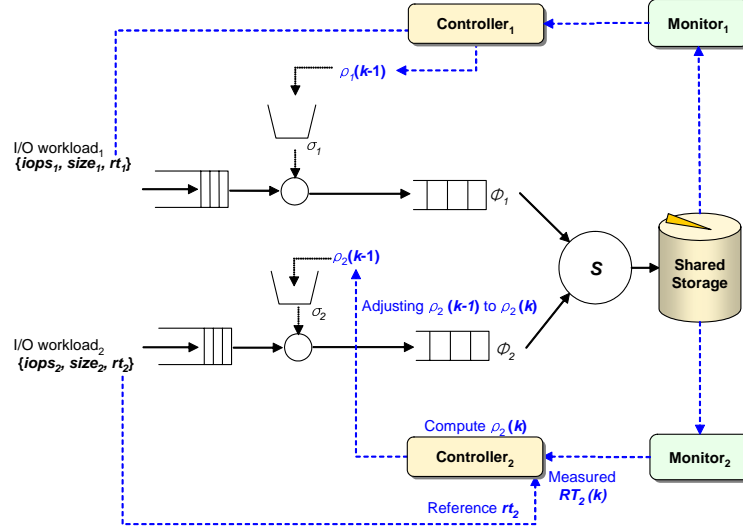 Controller₁
Monitor₁
ρ₁(k-1)
I/O workload₁
{iops₁, size₁, rt₁}
σ₁
Φ₁
S
Shared
Storage
ρ₂(k-1)
Adjusting ρ₂ (k-1) to ρ₂(k)
σ₂
I/O workload₂
{iops₂, size₂, rt₂}
Φ₂
Compute ρ₂(k)
Controller₂
Monitor₂
Measured
RT₂(k)
Reference rt₂